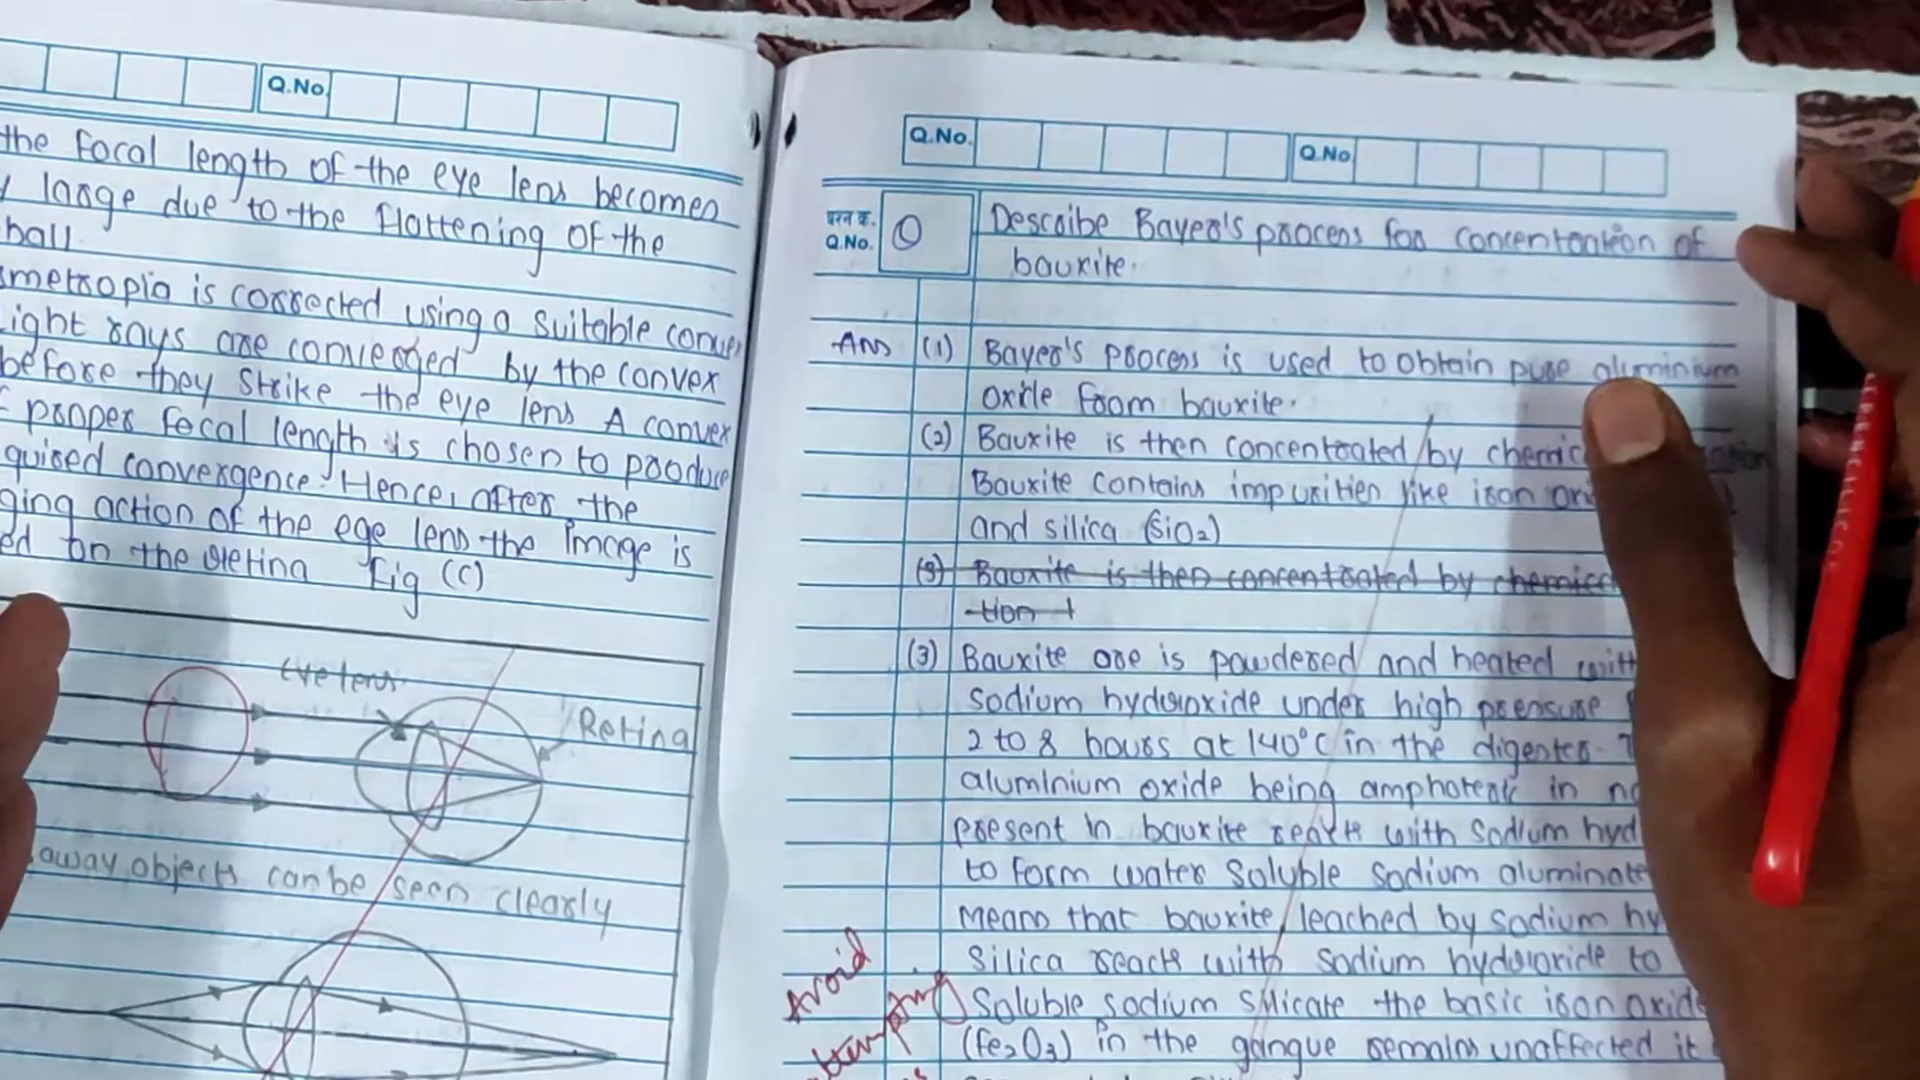 Q.No.
the focal length of the eye lens becomes
y large due to the flattening of the
ball.
smetropia is corrected using a suitable conve
Light rays are converged by the convex
before they strike the eye lens A convex
f proper focal length is chosen to produce
quired convergence. Hence, after the
ging action of the ege lens the image is
ed on the retina Fig (C)
Eye lens
Retina
away objects can be seen clearly
Q.No. Q.No.
प्रश्न क्र.
Q.No.
Describe Bayer's process for concentration of
bauxite.
Ans (1) Bayer's process is used to obtain pure aluminium
oxide from bauxite.
(2) Bauxite is then concentrated by chemic
Bauxite contains impurities like iron
and silica (SiO₂)
(3) Bauxite is then concentrated by chemica
-tion
(3) Bauxite ore is powdered and heated with
sodium hydroxide under high pressure
2 to 8 hours at 140°C in the digester.
aluminium oxide being amphoteric in na
present in bauxite reacts with Sodium hyd
to form water soluble sodium aluminate
means that bauxite leached by sodium hy
Silica reacts with sodium hydroxide to
Avoid
Soluble sodium silicate the basic iron oxide
(Fe₂O₃) in the gangue remains unaffected it
PENCIL